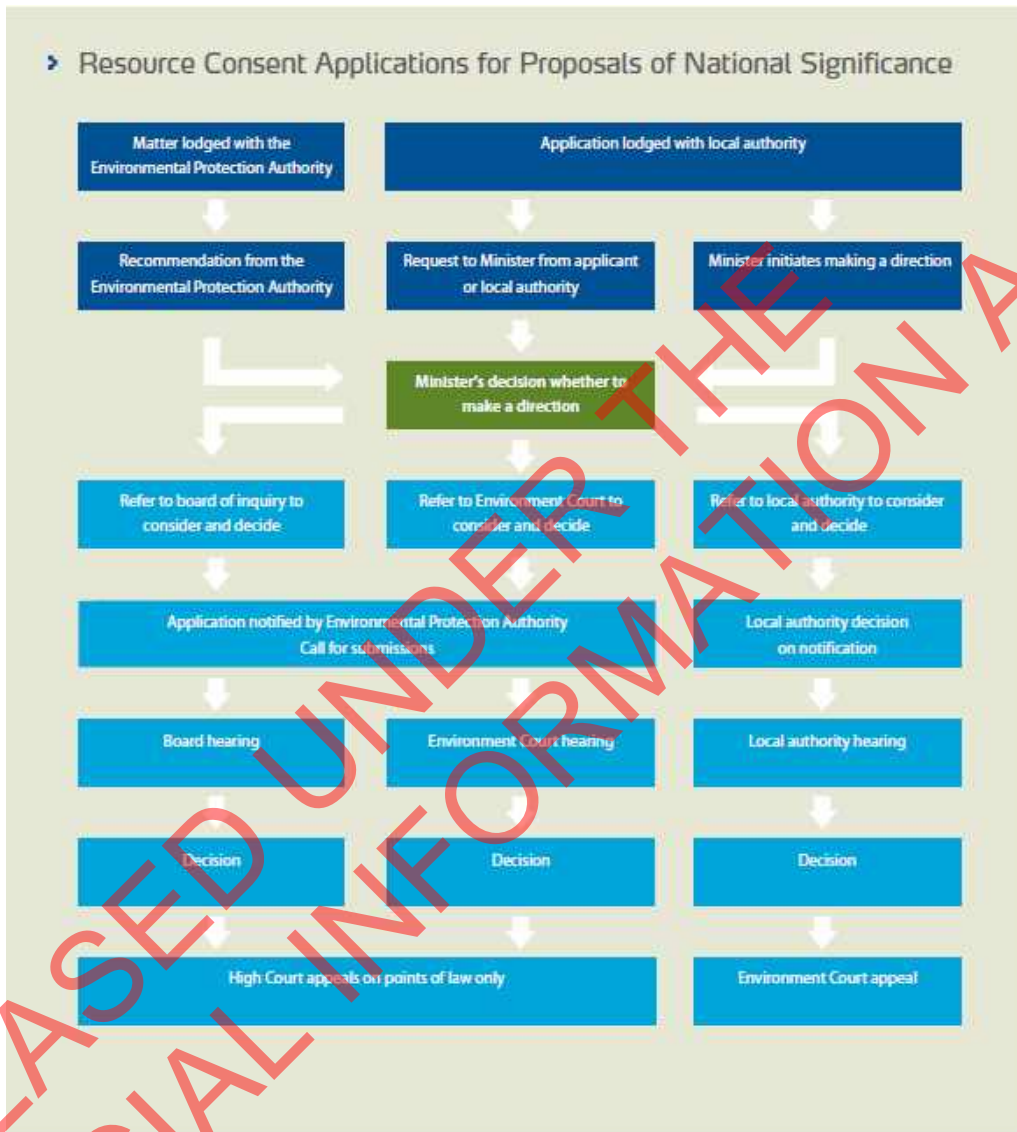 > Resource Consent Applications for Proposals of National Significance
Matter lodged with the
Environmental Protection Authority
Application lodged with local authority
Recommendation from the
Environmental Protection Authority
Request to Minister from applicant
or local authority
Minister initiates making a direction
Minister's decision whether to
make a direction
Refer to board of inquiry to
consider and decide
Refer to Environment Court to
consider and decide
Refer to local authority to consider
and decide
Application notified by Environmental Protection Authority
Call for submissions
Local authority decision
on notification
Board hearing
Environment Court hearing
Local authority hearing
Decision
Decision
Decision
High Court appeals on points of law only
Environment Court appeal
UNDER THE
INFORMATION